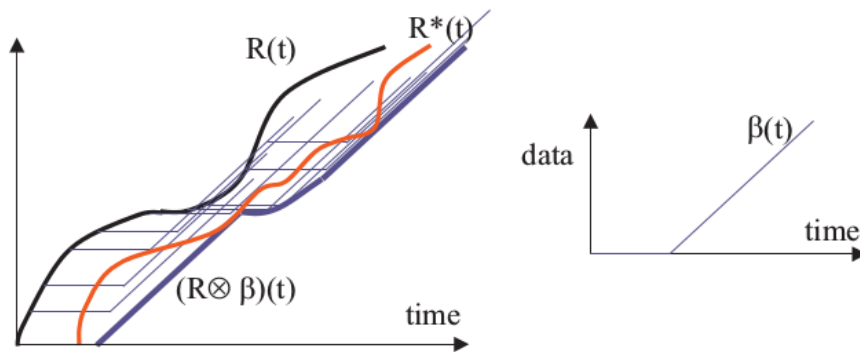 R(t)
R*(t)
(R⊗ β)(t)
time
data
β(t)
time